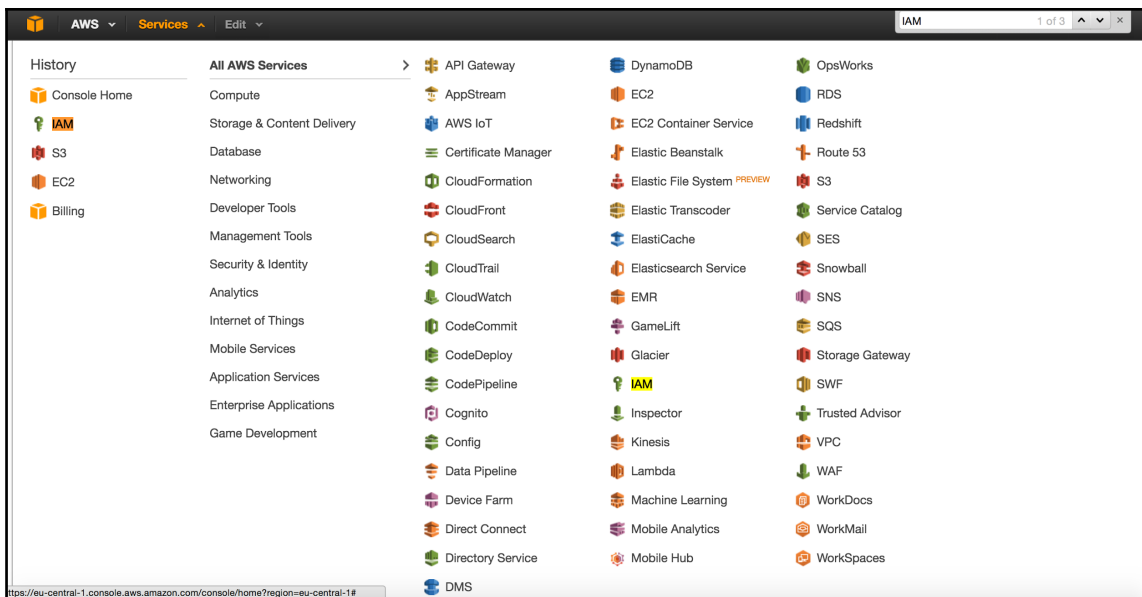 AWS Services Edit
IAM 1 of 3
History
Console Home
IAM
S3
EC2
Billing
All AWS Services
Compute
Storage & Content Delivery
Database
Networking
Developer Tools
Management Tools
Security & Identity
Analytics
Internet of Things
Mobile Services
Application Services
Enterprise Applications
Game Development
API Gateway
AppStream
AWS IoT
Certificate Manager
CloudFormation
CloudFront
CloudSearch
CloudTrail
CloudWatch
CodeCommit
CodeDeploy
CodePipeline
Cognito
Config
Data Pipeline
Device Farm
Direct Connect
Directory Service
DMS
DynamoDB
EC2
EC2 Container Service
Elastic Beanstalk
Elastic File System PREVIEW
Elastic Transcoder
ElastiCache
Elasticsearch Service
EMR
GameLift
Glacier
IAM
Inspector
Kinesis
Lambda
Machine Learning
Mobile Analytics
Mobile Hub
OpsWorks
RDS
Redshift
Route 53
S3
Service Catalog
SES
Snowball
SNS
SQS
Storage Gateway
SWF
Trusted Advisor
VPC
WAF
WorkDocs
WorkMail
WorkSpaces
ttps://eu-central-1.console.aws.amazon.com/console/home?region=eu-central-1#